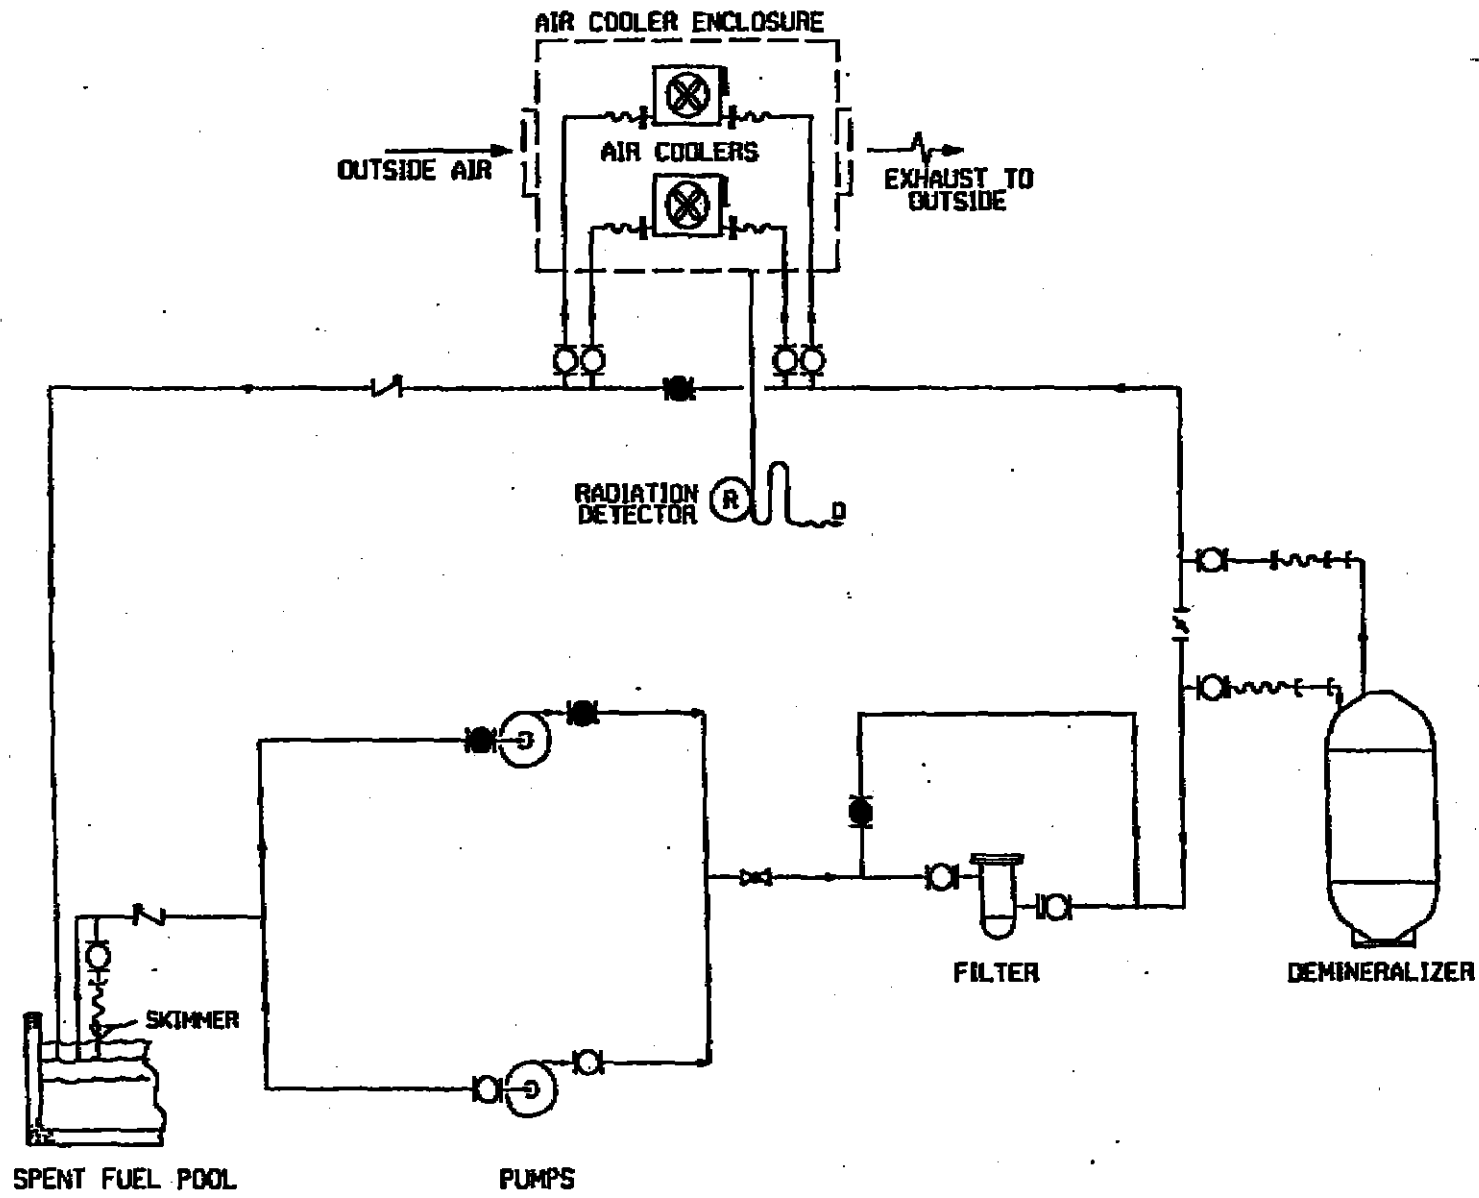 AIR COOLER ENCLOSURE
AIR COOLERS
OUTSIDE AIR
EXHAUST TO
OUTSIDE
RADIATION
DETECTOR
R
D
SKIMMER
FILTER
DEMINERALIZER
SPENT FUEL POOL
PUMPS